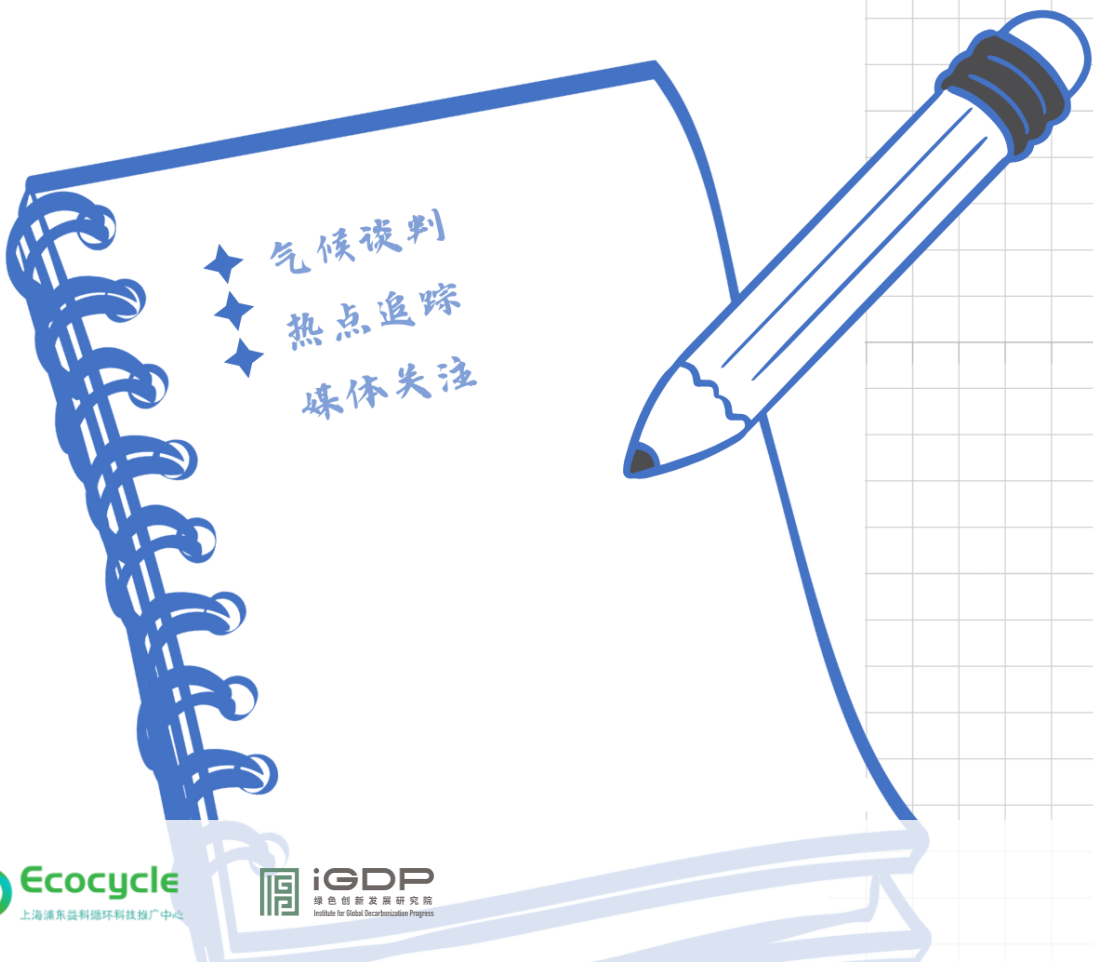 气候谈判
热点追踪
媒体关注
Ecocycle
上海浦东益科循环科技推广中心
iGDP
绿色创新发展研究院
Institute for Global Decarbonization Progress